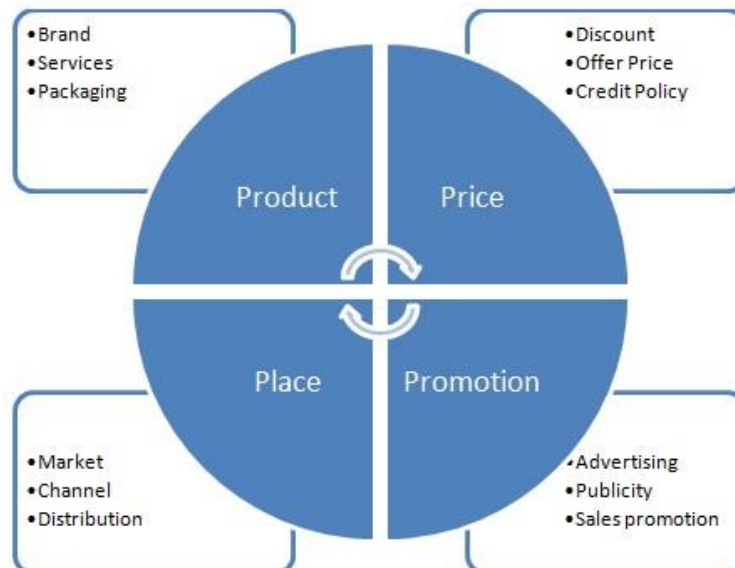 •Brand
•Services
•Packaging
•Discount
•Offer Price
•Credit Policy
Product
Price
Place
Promotion
•Market
•Channel
•Distribution
•Advertising
•Publicity
•Sales promotion